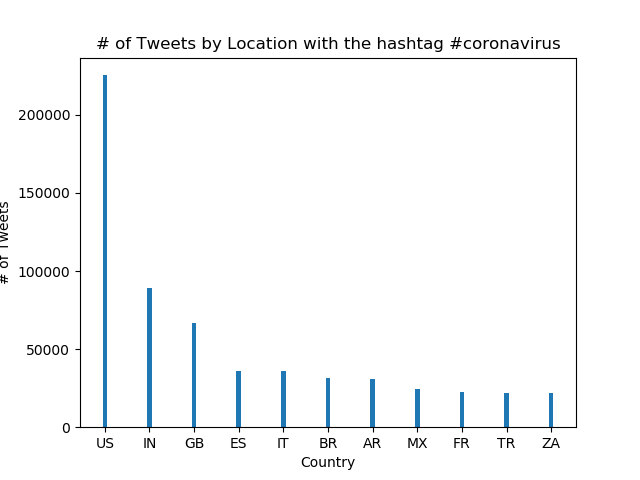 # of Tweets by Location with the hashtag #coronavirus
200000
150000
100000
50000
0
# of Tweets
US IN GB ES IT BR AR MX FR TR ZA
Country